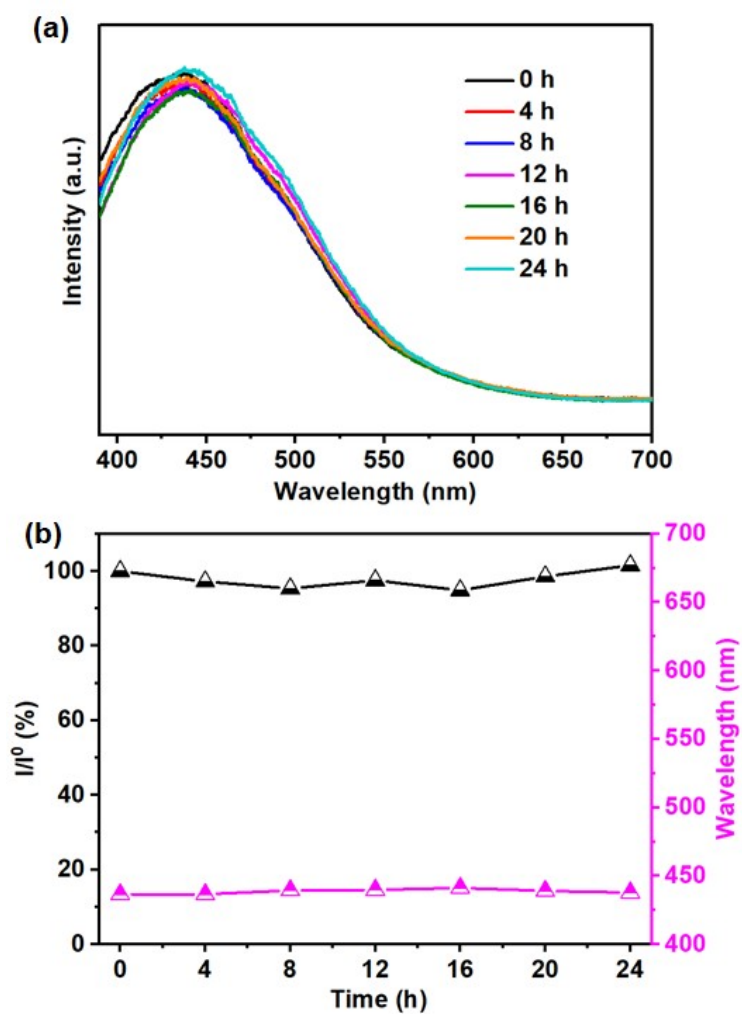 (a)
Intensity (a.u.)
0 h
4 h
8 h
12 h
16 h
20 h
24 h
400 450 500 550 600 650 700
Wavelength (nm)
(b)
I/I⁰ (%)
100
80
60
40
20
0
700
650
600
550
500
450
400
Wavelength (nm)
0 4 8 12 16 20 24
Time (h)